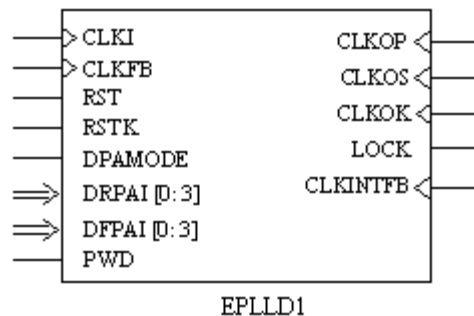 CLKI
CLKFB
RST
RSTK
DPAMODE
DRPAI [0:3]
DFPAI [0:3]
PWD
CLKOP
CLKOS
CLKOK
LOCK
CLKINTFB
EPLLD1